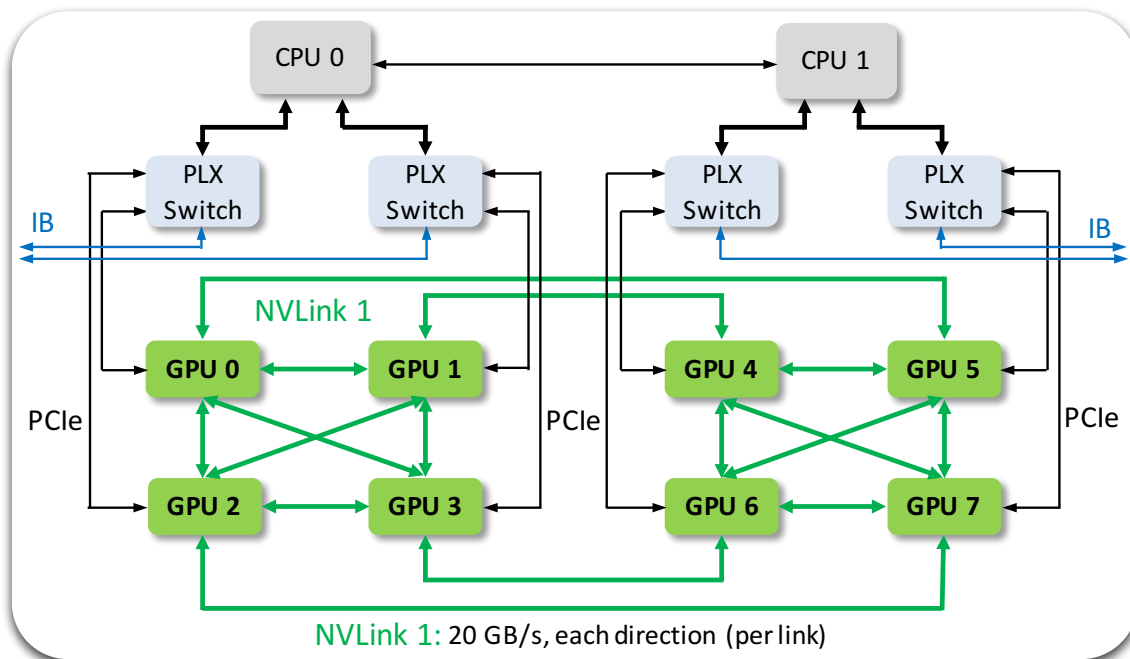 CPU 0
CPU 1
PLX
Switch
PLX
Switch
PLX
Switch
PLX
Switch
IB
IB
NVLink 1
GPU 0
GPU 1
GPU 4
GPU 5
PCIe
PCIe
PCIe
GPU 2
GPU 3
GPU 6
GPU 7
NVLink 1: 20 GB/s, each direction (per link)